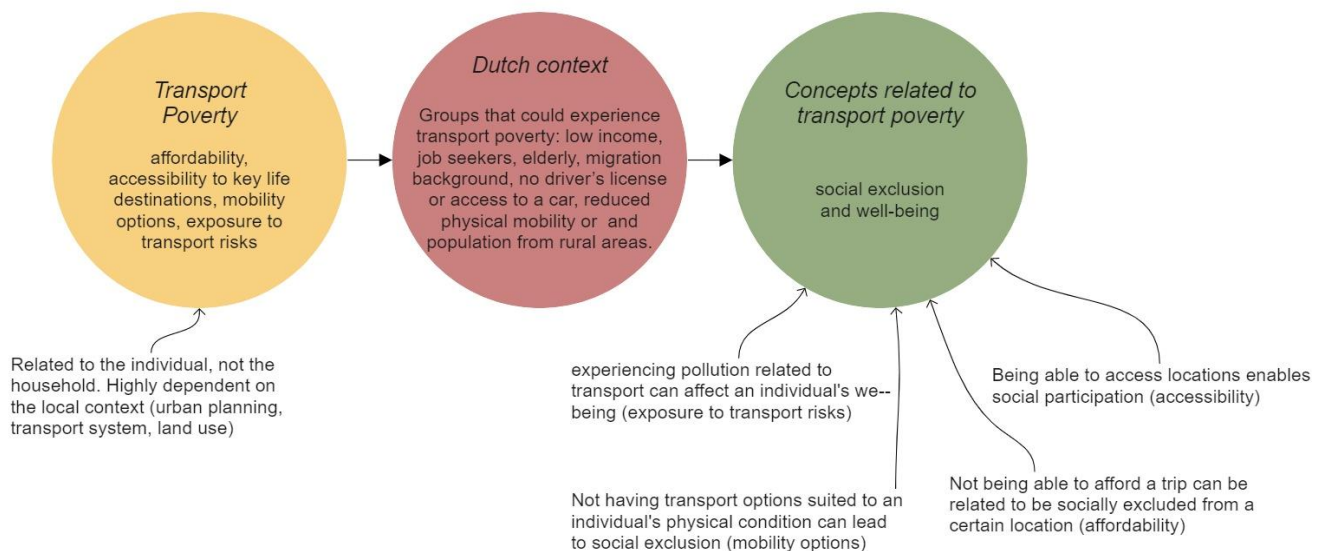 Transport
Poverty
affordability,
accessibility to key life
destinations, mobility
options, exposure to
transport risks
Dutch context
Groups that could experience
transport poverty: low income,
job seekers, elderly, migration
background, no driver's license
or access to a car, reduced
physical mobility or  and
population from rural areas.
Concepts related to
transport poverty
social exclusion
and well-being
Related to the individual, not the
household. Highly dependent on
the local context (urban planning,
transport system, land use)
experiencing pollution related to
transport can affect an individual's we--
being (exposure to transport risks)
Not having transport options suited to an
individual's physical condition can lead
to social exclusion (mobility options)
Being able to access locations enables
social participation (accessibility)
Not being able to afford a trip can be
related to be socially excluded from a
certain location (affordability)